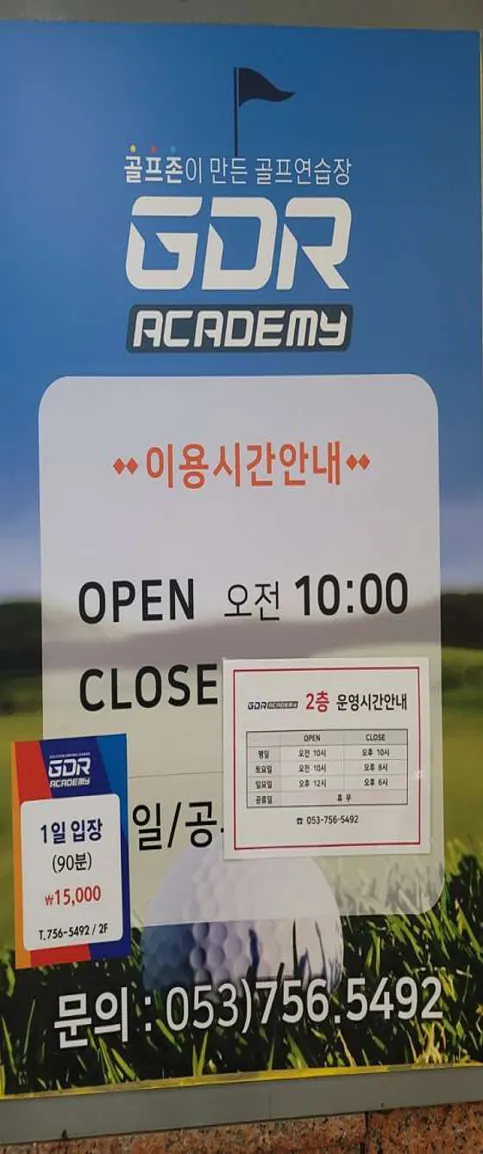 골프존이 만든 골프연습장
GDR
ACADEMY
이용시간안내
OPEN 오전 10:00
CLOSE
일/공
GDR ACADEMY 2층 운영시간안내
OPEN CLOSE
평일 오전 10시 오후 10시
토요일 오전 10시 오후 8시
일요일 오후 12시 오후 6시
공휴일 휴무
☎ 053-756-5492
GDR
ACADEMY
1일 입장
(90분)
₩15,000
T.756-5492 / 2F
문의 : 053)756.5492